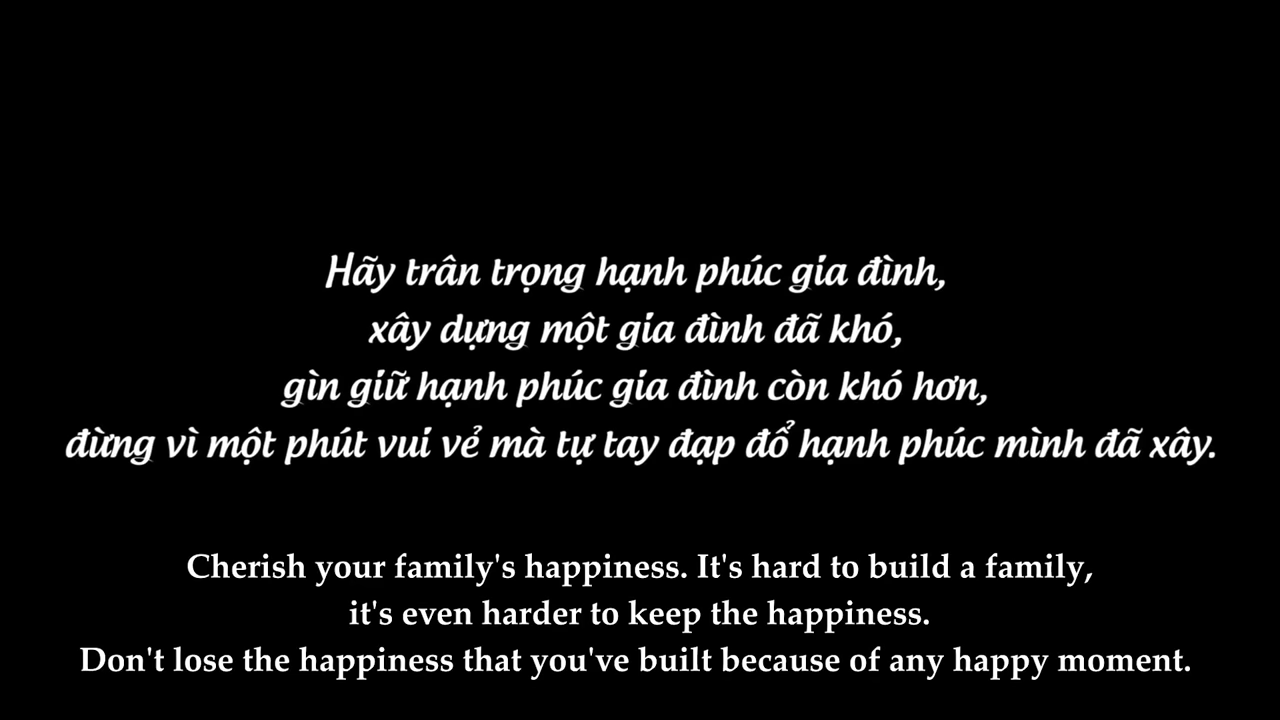 Hãy trân trọng hạnh phúc gia đình,
xây dựng một gia đình đã khó,
gìn giữ hạnh phúc gia đình còn khó hơn,
đừng vì một phút vui vẻ mà tự tay đạp đổ hạnh phúc mình đã xây.
Cherish your family's happiness. It's hard to build a family,
it's even harder to keep the happiness.
Don't lose the happiness that you've built because of any happy moment.